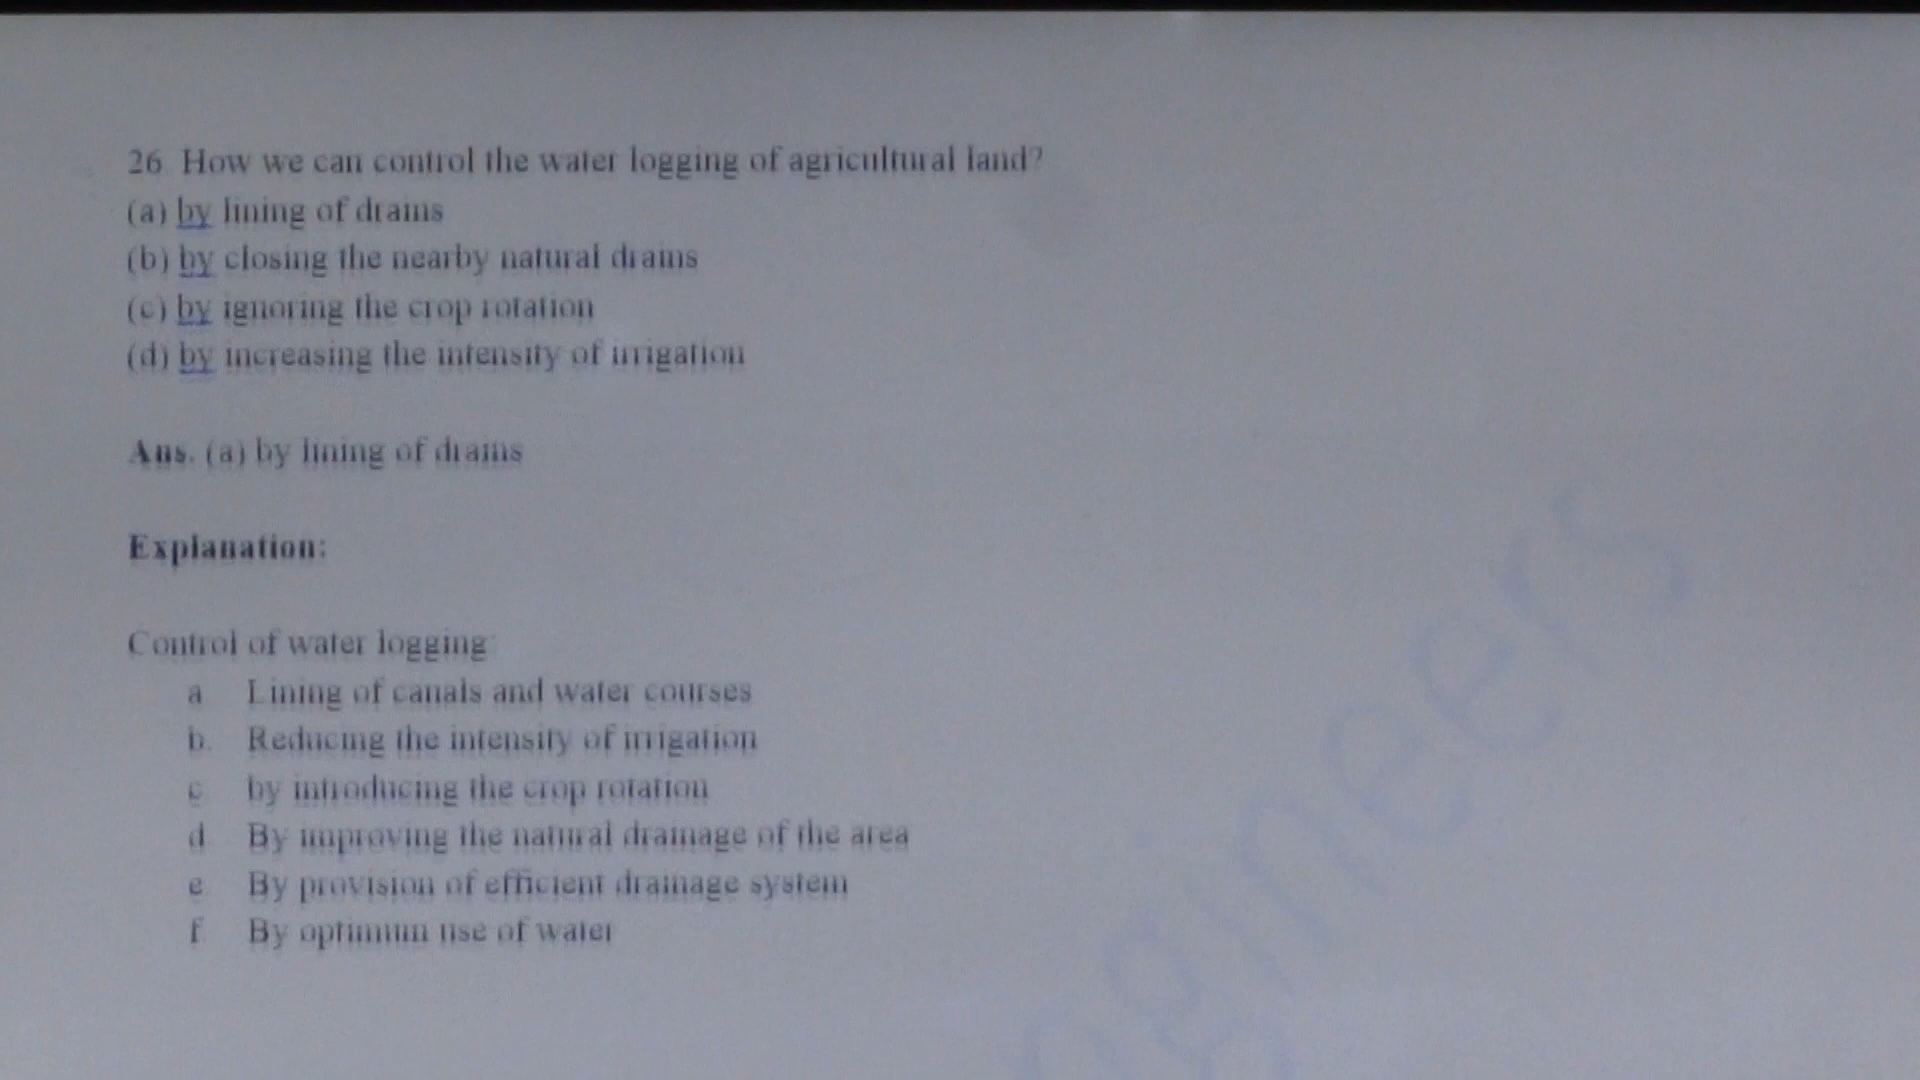 26. How we can control the water logging of agricultural land?
(a) by lining of drains
(b) by closing the nearby natural drains
(c) by ignoring the crop rotation
(d) by increasing the intensity of irrigation
Ans. (a) by lining of drains
Explanation:
Control of water logging:
a. Lining of canals and water courses
b. Reducing the intensity of irrigation
c. by introducing the crop rotation
d. By improving the natural drainage of the area
e. By provision of efficient drainage system
f. By optimun use of water